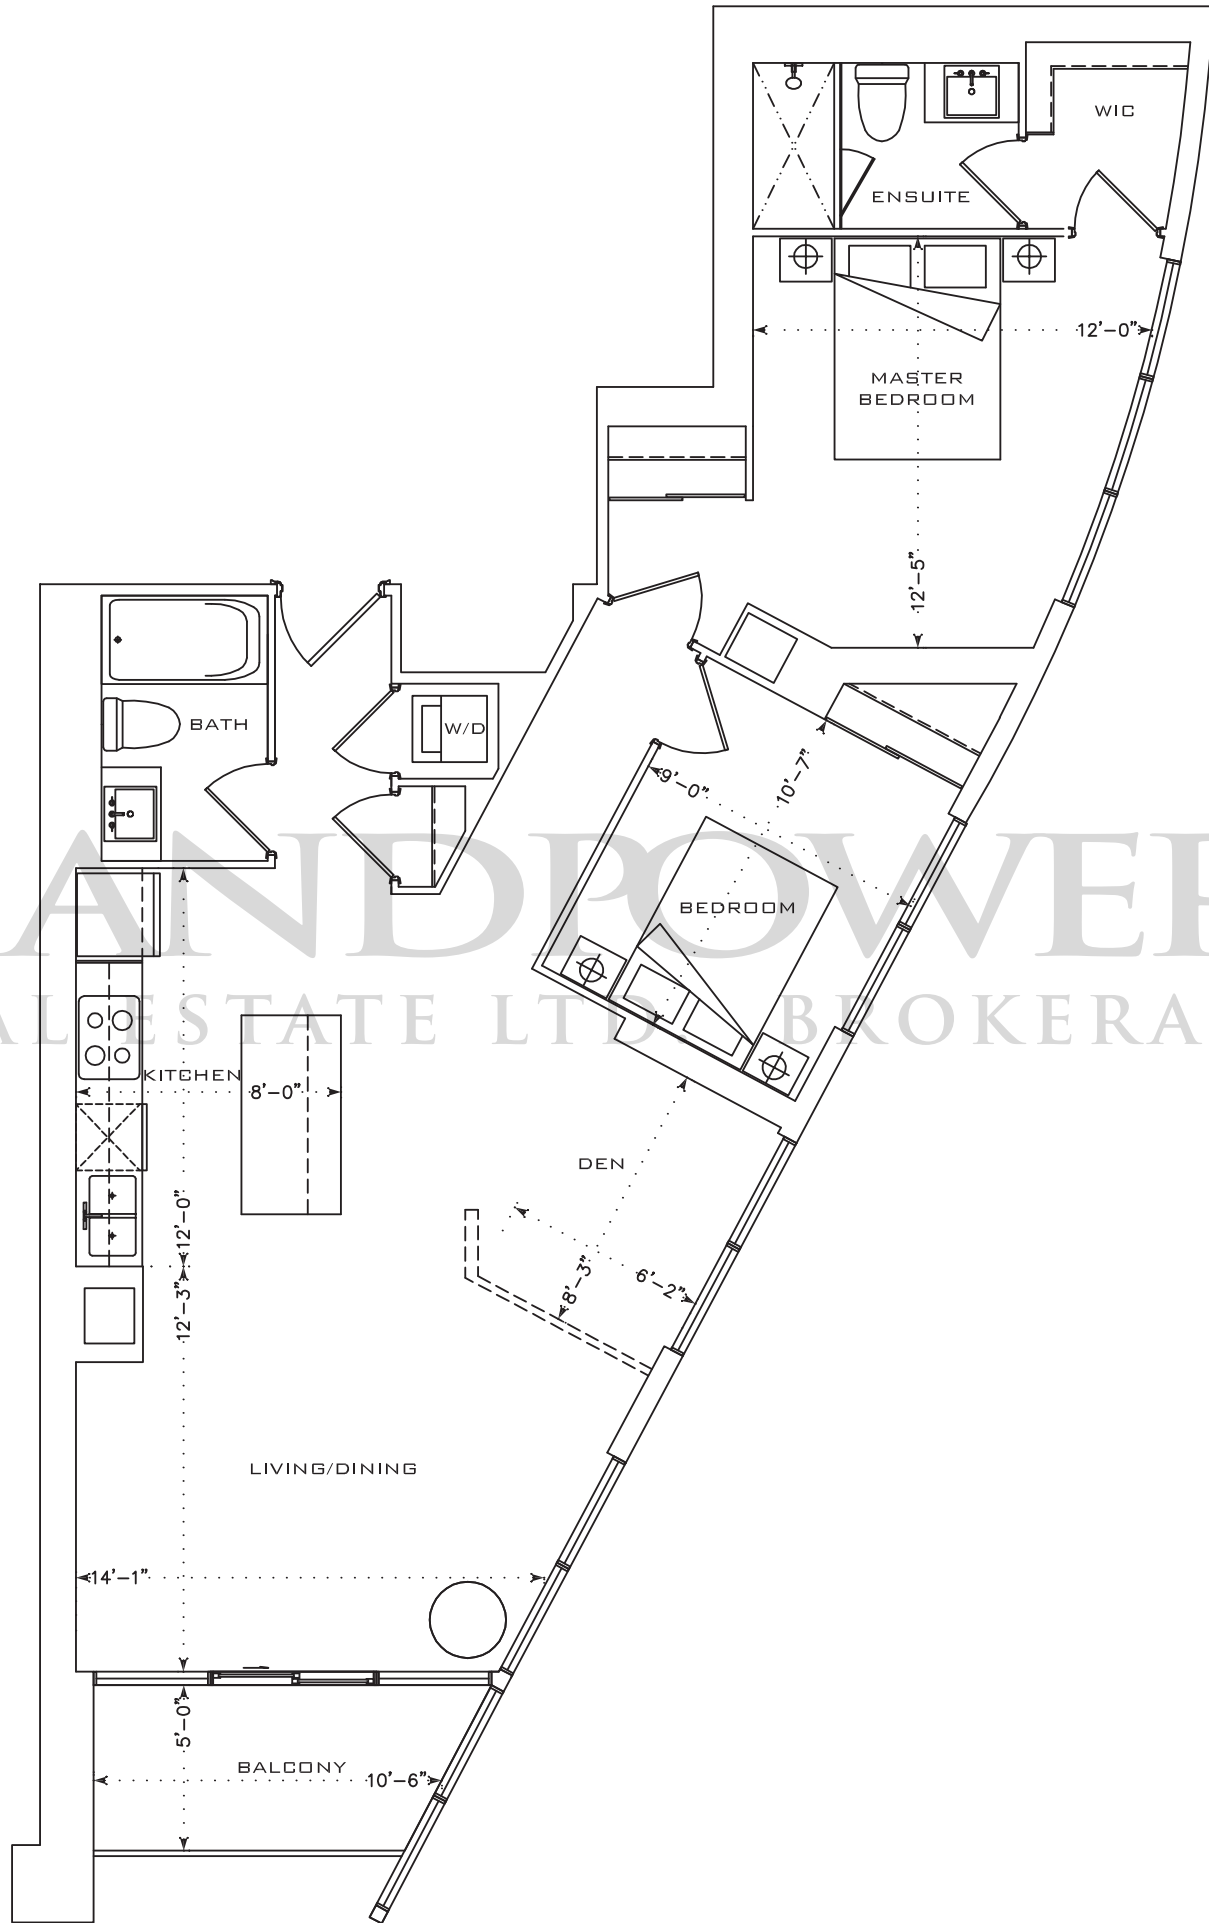 WIC
ENSUITE
12'-0"
MASTER
BEDROOM
12'-5"
BATH
W/D
9'-0"
10'-7"
ANDPOWER
BEDROOM
AL ESTATE LTD BROKERA
KITCHEN
8'-0"
DEN
12'-0"
8'-3"
6'-2"
12'-3"
LIVING/DINING
14'-1"
5'-0"
BALCONY
10'-6"